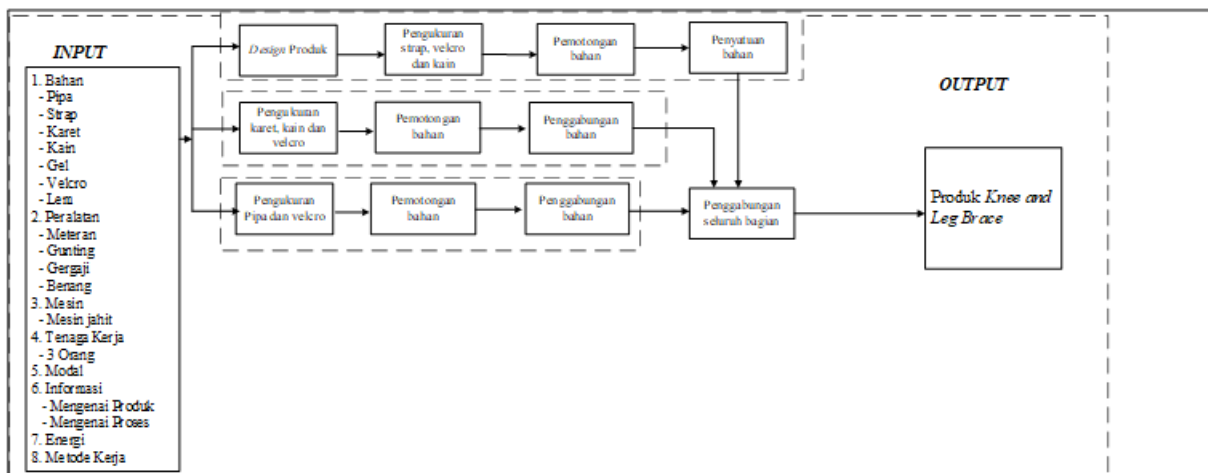 INPUT
1. Bahan
- Pipa
- Strap
- Karet
- Kain
- Gel
- Velcro
- Lem
2. Peralatan
- Meteran
- Gunting
- Gergaji
- Benang
3. Mesin
- Mesin jahit
4. Tenaga Kerja
- 3 Orang
5. Modal
6. Informasi
- Mengenai Produk
- Mengenai Proses
7. Energi
8. Metode Kerja
Design Produk
Pengukuran
strap, velcro
dan kain
Pemotongan
bahan
Penyatuan
bahan
Pengukuran
karet, kain dan
velcro
Pemotongan
bahan
Penggabungan
bahan
Pengukuran
Pipa dan velcro
Pemotongan
bahan
Penggabungan
bahan
Penggabungan
seluruh bagian
OUTPUT
Produk Knee and
Leg Brace